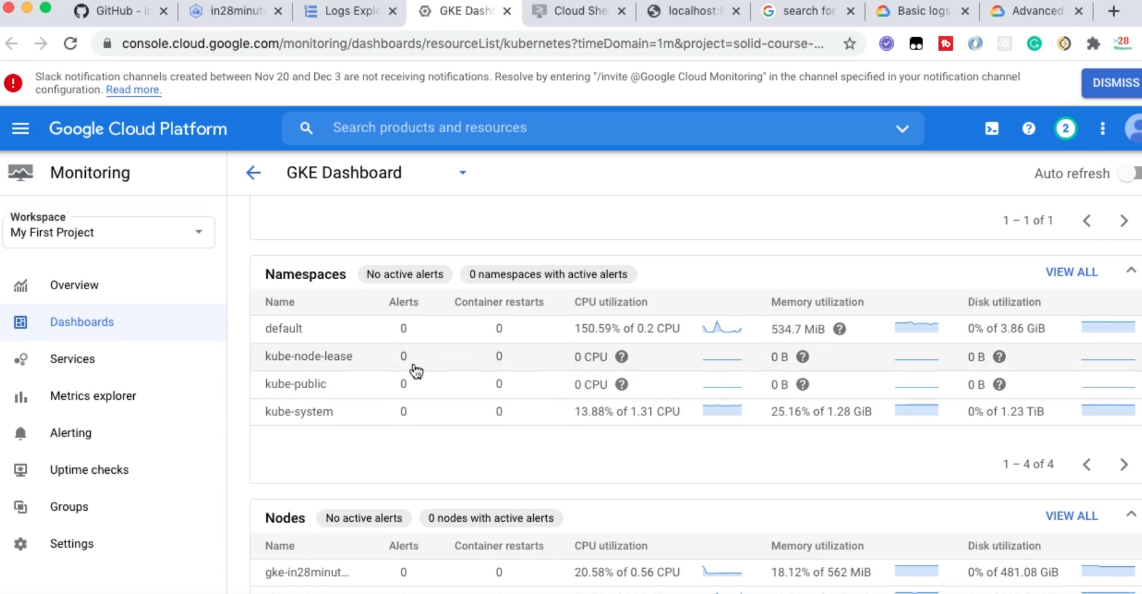 GitHub - i
in28minut
Logs Explo
GKE Dash
Cloud She
localhost:8
search for
Basic logs
Advanced
console.cloud.google.com/monitoring/dashboards/resourceList/kubernetes?timeDomain=1m&project=solid-course-...
28
Slack notification channels created between Nov 20 and Dec 3 are not receiving notifications. Resolve by entering "/invite @Google Cloud Monitoring" in the channel specified in your notification channel
configuration. Read more.
DISMISS
Google Cloud Platform
Search products and resources
2
Monitoring
GKE Dashboard
Auto refresh
Workspace
My First Project
1 – 1 of 1
Overview
Dashboards
Services
Metrics explorer
Alerting
Uptime checks
Groups
Settings
Namespaces No active alerts 0 namespaces with active alerts VIEW ALL
Name Alerts Container restarts CPU utilization Memory utilization Disk utilization
default 0 0 150.59% of 0.2 CPU 534.7 MiB 0% of 3.86 GiB
kube-node-lease 0 0 0 CPU 0 B 0 B
kube-public 0 0 0 CPU 0 B 0 B
kube-system 0 0 13.88% of 1.31 CPU 25.16% of 1.28 GiB 0% of 1.23 TiB
1 – 4 of 4
Nodes No active alerts 0 nodes with active alerts VIEW ALL
Name Alerts Container restarts CPU utilization Memory utilization Disk utilization
gke-in28minut... 0 0 20.58% of 0.56 CPU 18.12% of 562 MiB 0% of 481.08 GiB